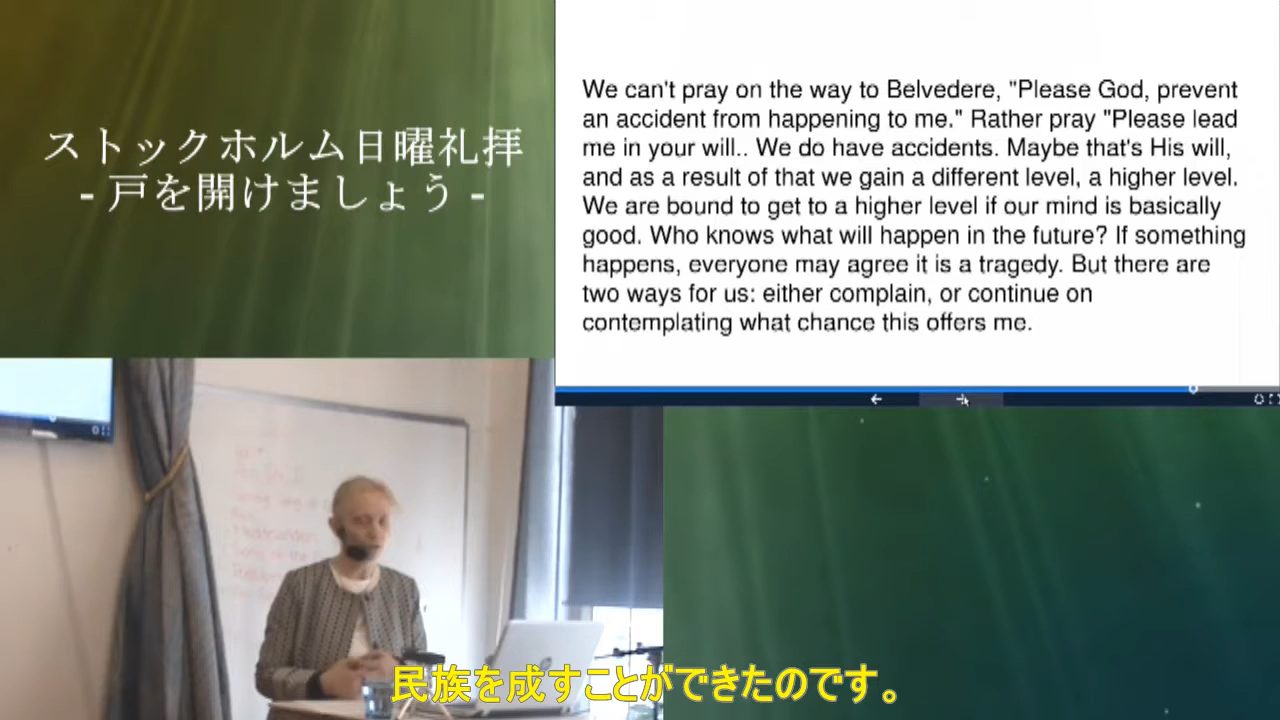 ストックホルム日曜礼拝
- 戸を開けましょう -
We can't pray on the way to Belvedere, "Please God, prevent
an accident from happening to me." Rather pray "Please lead
me in your will.. We do have accidents. Maybe that's His will,
and as a result of that we gain a different level, a higher level.
We are bound to get to a higher level if our mind is basically
good. Who knows what will happen in the future? If something
happens, everyone may agree it is a tragedy. But there are
two ways for us: either complain, or continue on
contemplating what chance this offers me.
民族を成すことができたのです。